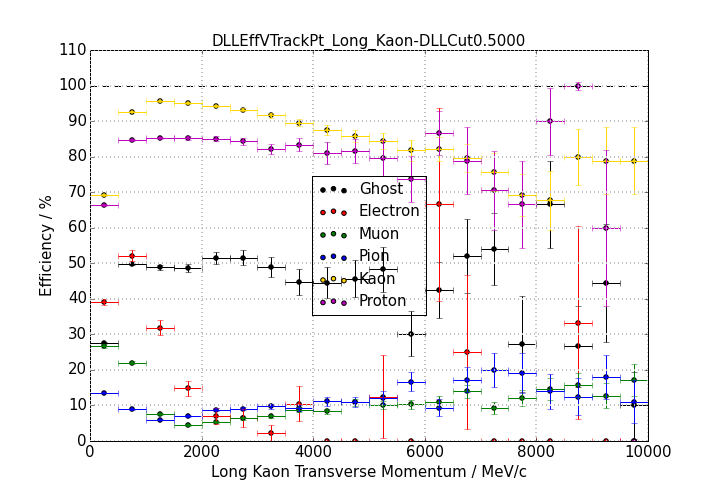 DLLEffVTrackPt_Long_Kaon-DLLCut0.5000
110
100
90
80
70
60
50
40
30
20
10
0
Efficiency / %
Ghost
Electron
Muon
Pion
Kaon
Proton
0 2000 4000 6000 8000 10000
Long Kaon Transverse Momentum / MeV/c